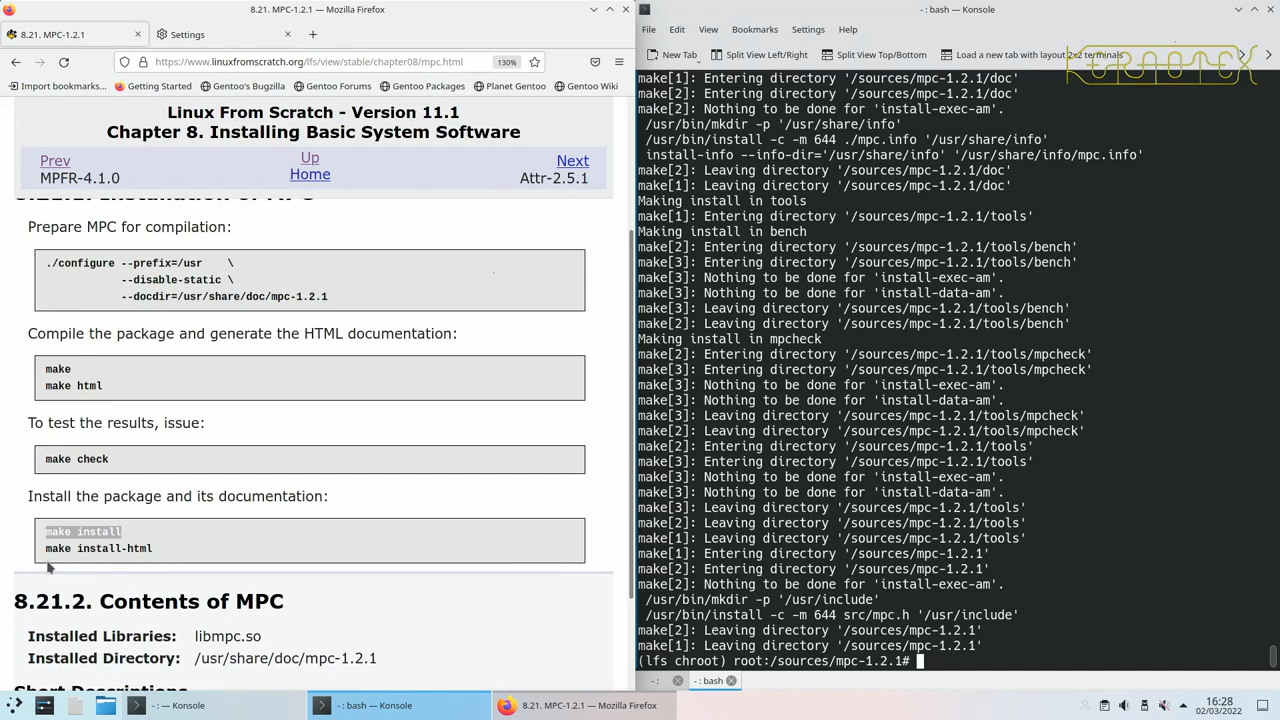 8.21. MPC-1.2.1 — Mozilla Firefox
8.21. MPC-1.2.1
Settings
https://www.linuxfromscratch.org/lfs/view/stable/chapter08/mpc.html
130%
Import bookmarks...
Getting Started
Gentoo's Bugzilla
Gentoo Forums
Gentoo Packages
Planet Gentoo
Gentoo Wiki
Linux From Scratch - Version 11.1
Chapter 8. Installing Basic System Software
Prev
Up
Next
MPFR-4.1.0
Home
Attr-2.5.1
8.21.1. Installation of MPC
Prepare MPC for compilation:
./configure --prefix=/usr    \
--disable-static \
--docdir=/usr/share/doc/mpc-1.2.1
Compile the package and generate the HTML documentation:
make
make html
To test the results, issue:
make check
Install the package and its documentation:
make install
make install-html
8.21.2. Contents of MPC
Installed Libraries: libmpc.so
Installed Directory: /usr/share/doc/mpc-1.2.1
Short Descriptions
- : bash — Konsole
File Edit View Bookmarks Settings Help
New Tab
Split View Left/Right
Split View Top/Bottom
Load a new tab with layout 2x2 terminals
KERNOTEX
make[1]: Entering directory '/sources/mpc-1.2.1/doc'
make[2]: Entering directory '/sources/mpc-1.2.1/doc'
make[2]: Nothing to be done for 'install-exec-am'.
/usr/bin/mkdir -p '/usr/share/info'
/usr/bin/install -c -m 644 ./mpc.info '/usr/share/info'
install-info --info-dir='/usr/share/info' '/usr/share/info/mpc.info'
make[2]: Leaving directory '/sources/mpc-1.2.1/doc'
make[1]: Leaving directory '/sources/mpc-1.2.1/doc'
Making install in tools
make[1]: Entering directory '/sources/mpc-1.2.1/tools'
Making install in bench
make[2]: Entering directory '/sources/mpc-1.2.1/tools/bench'
make[3]: Entering directory '/sources/mpc-1.2.1/tools/bench'
make[3]: Nothing to be done for 'install-exec-am'.
make[3]: Nothing to be done for 'install-data-am'.
make[3]: Leaving directory '/sources/mpc-1.2.1/tools/bench'
make[2]: Leaving directory '/sources/mpc-1.2.1/tools/bench'
Making install in mpcheck
make[2]: Entering directory '/sources/mpc-1.2.1/tools/mpcheck'
make[3]: Entering directory '/sources/mpc-1.2.1/tools/mpcheck'
make[3]: Nothing to be done for 'install-exec-am'.
make[3]: Nothing to be done for 'install-data-am'.
make[3]: Leaving directory '/sources/mpc-1.2.1/tools/mpcheck'
make[2]: Leaving directory '/sources/mpc-1.2.1/tools/mpcheck'
make[2]: Entering directory '/sources/mpc-1.2.1/tools'
make[3]: Entering directory '/sources/mpc-1.2.1/tools'
make[3]: Nothing to be done for 'install-exec-am'.
make[3]: Nothing to be done for 'install-data-am'.
make[3]: Leaving directory '/sources/mpc-1.2.1/tools'
make[2]: Leaving directory '/sources/mpc-1.2.1/tools'
make[1]: Leaving directory '/sources/mpc-1.2.1/tools'
make[1]: Entering directory '/sources/mpc-1.2.1'
make[2]: Entering directory '/sources/mpc-1.2.1'
make[2]: Nothing to be done for 'install-exec-am'.
/usr/bin/mkdir -p '/usr/include'
/usr/bin/install -c -m 644 src/mpc.h '/usr/include'
make[2]: Leaving directory '/sources/mpc-1.2.1'
make[1]: Leaving directory '/sources/mpc-1.2.1'
(lfs chroot) root:/sources/mpc-1.2.1#
- :
- : bash
- : — Konsole
- : bash — Konsole
8.21. MPC-1.2.1 — Mozilla Firefox
16:28
02/03/2022